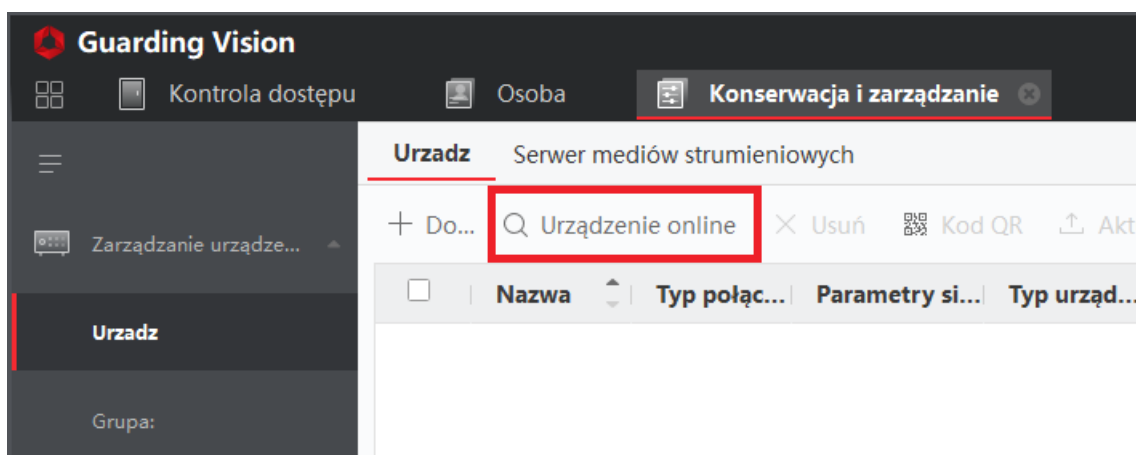 Guarding Vision
Kontrola dostępu Osoba Konserwacja i zarządzanie
Urzadz Serwer mediów strumieniowych
Zarządzanie urządze... + Do... Urządzenie online Usuń Kod QR Akt
Nazwa Typ połąc... Parametry si... Typ urząd...
Urzadz
Grupa: